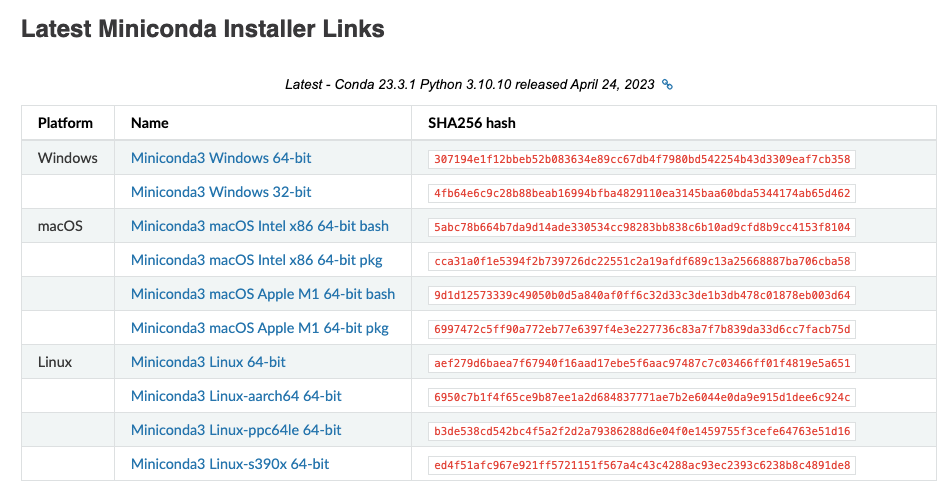 Latest Miniconda Installer Links
Latest - Conda 23.3.1 Python 3.10.10 released April 24, 2023
Platform Name SHA256 hash
Windows Miniconda3 Windows 64-bit 307194e1f12bbeb52b083634e89cc67db4f7980bd542254b43d3309eaf7cb358
Miniconda3 Windows 32-bit 4fb64e6c9c28b88beab16994bfba4829110ea3145baa60bda5344174ab65d462
macOS Miniconda3 macOS Intel x86 64-bit bash 5abc78b664b7da9d14ade330534cc98283bb838c6b10ad9cfd8b9cc4153f8104
Miniconda3 macOS Intel x86 64-bit pkg cca31a0f1e5394f2b739726dc22551c2a19afdf689c13a25668887ba706cba58
Miniconda3 macOS Apple M1 64-bit bash 9d1d12573339c49050b0d5a840af0ff6c32d33c3de1b3db478c01878eb003d64
Miniconda3 macOS Apple M1 64-bit pkg 6997472c5ff90a772eb77e6397f4e3e227736c83a7f7b839da33d6cc7facb75d
Linux Miniconda3 Linux 64-bit aef279d6baea7f67940f16aad17ebe5f6aac97487c7c03466ff01f4819e5a651
Miniconda3 Linux-aarch64 64-bit 6950c7b1f4f65ce9b87ee1a2d684837771ae7b2e6044e0da9e915d1dee6c924c
Miniconda3 Linux-ppc64le 64-bit b3de538cd542bc4f5a2f2d2a79386288d6e04f0e1459755f3cefe64763e51d16
Miniconda3 Linux-s390x 64-bit ed4f51afc967e921ff5721151f567a4c43c4288ac93ec2393c6238b8c4891de8